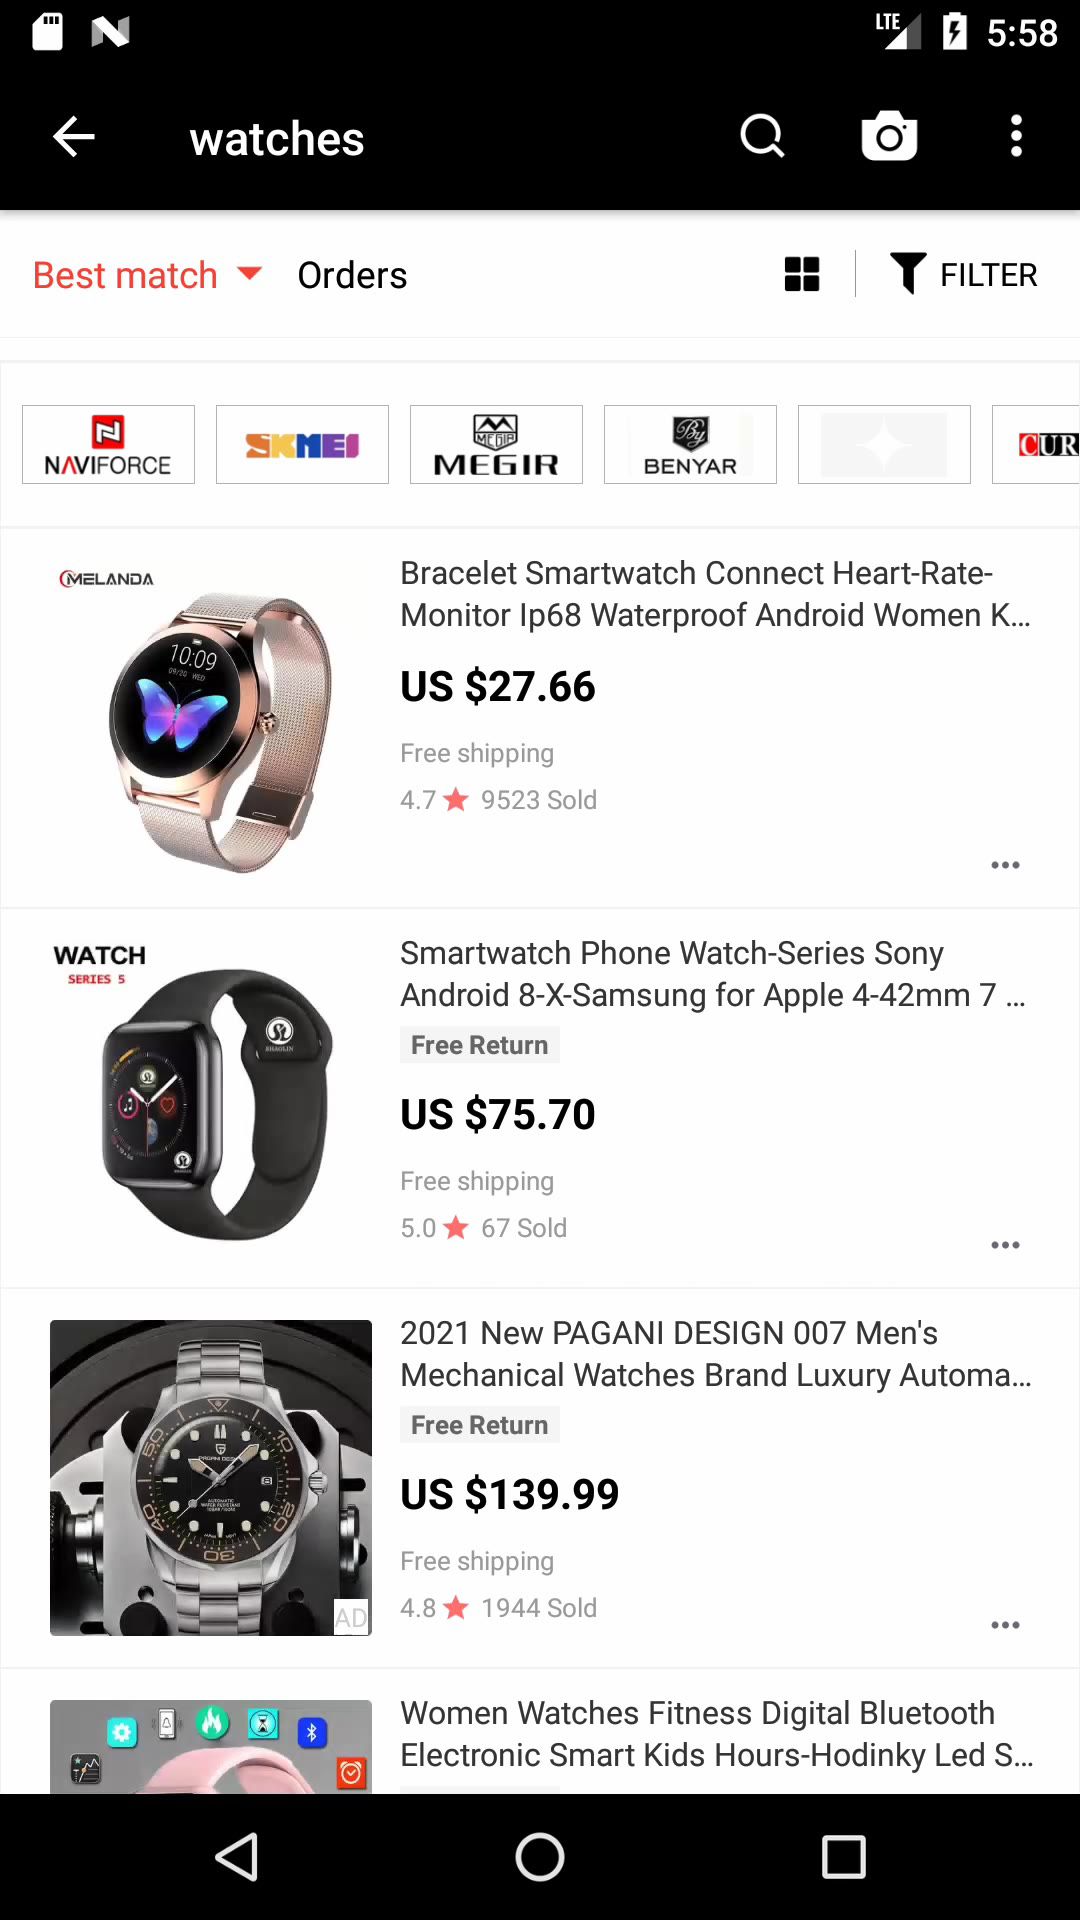 LTE 5:58
watches
Best match Orders FILTER
NAVIFORCE SKMEI MEGIR BENYAR CUR
MELANDA
10:09
Bracelet Smartwatch Connect Heart-Rate-
Monitor Ip68 Waterproof Android Women K...
US $27.66
Free shipping
4.7 9523 Sold
WATCH
SERIES 5
SHAOLIN
Smartwatch Phone Watch-Series Sony
Android 8-X-Samsung for Apple 4-42mm 7 ...
Free Return
US $75.70
Free shipping
5.0 67 Sold
2021 New PAGANI DESIGN 007 Men's
Mechanical Watches Brand Luxury Automa...
Free Return
US $139.99
Free shipping
4.8 1944 Sold
AD
Women Watches Fitness Digital Bluetooth
Electronic Smart Kids Hours-Hodinky Led S...